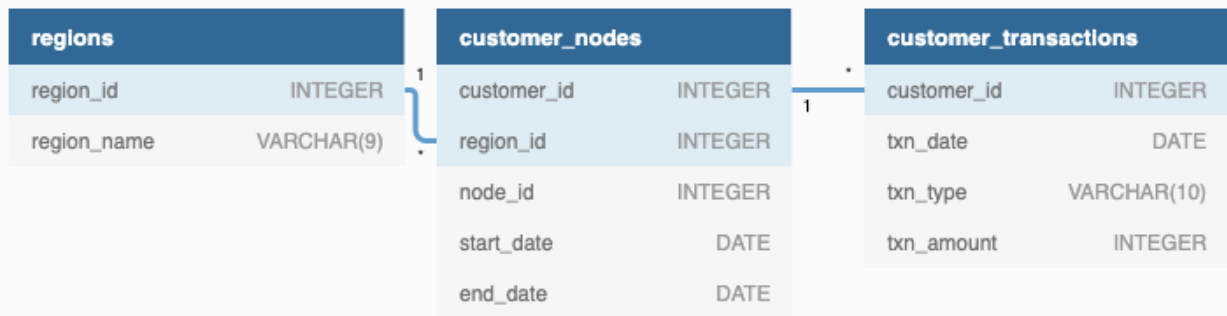 regions
region_id INTEGER
region_name VARCHAR(9)
1
*
customer_nodes
customer_id INTEGER
region_id INTEGER
node_id INTEGER
start_date DATE
end_date DATE
1
*
customer_transactions
customer_id INTEGER
txn_date DATE
txn_type VARCHAR(10)
txn_amount INTEGER